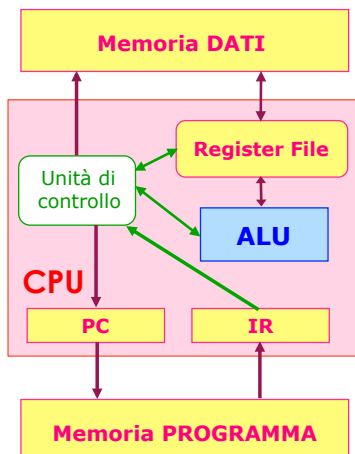 Memoria DATI
Register File
Unità di
controllo
ALU
CPU
PC
IR
Memoria PROGRAMMA